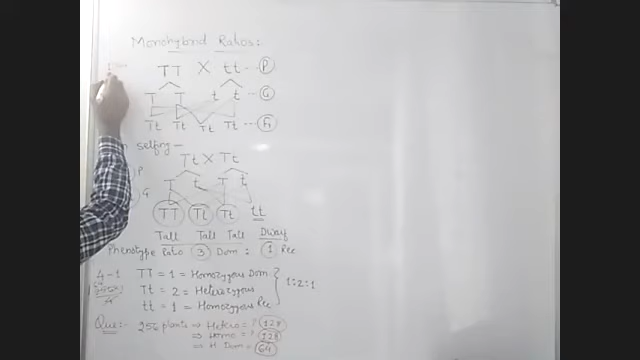 Monohybrid Ratios:
TT X tt -- P
T T t t -- G
Tt Tt Tt Tt -- F1
selfing -
Tt X Tt
P
T t T t
G
TT Tt Tt tt
Tall Tall Tall Dwarf
Phenotype Ratio 3 Dom : 1 Rec
4-1 TT = 1 = Homozygous Dom
Tt = 2 = Heterozygous 1:2:1
tt = 1 = Homozygous Rec
Que:- 256 plants ⇒ Hetero = ? 128
⇒ Homo = ? 128
⇒ H Dom = 64